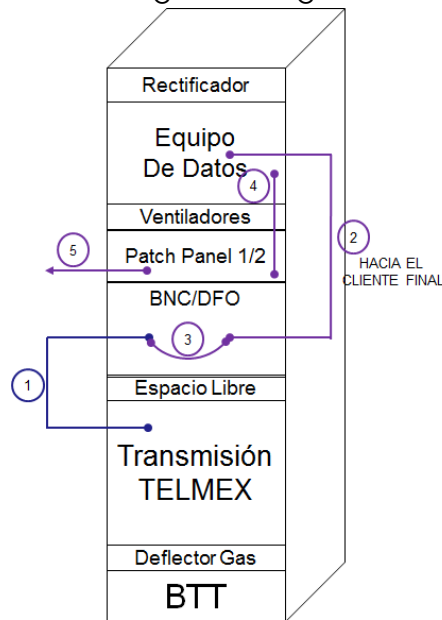 Rectificador
Equipo
De Datos
4
Ventiladores
5
Patch Panel 1/2
2
HACIA EL
CLIENTE FINAL
BNC/DFO
3
1
Espacio Libre
Transmisión
TELMEX
Deflector Gas
BTT